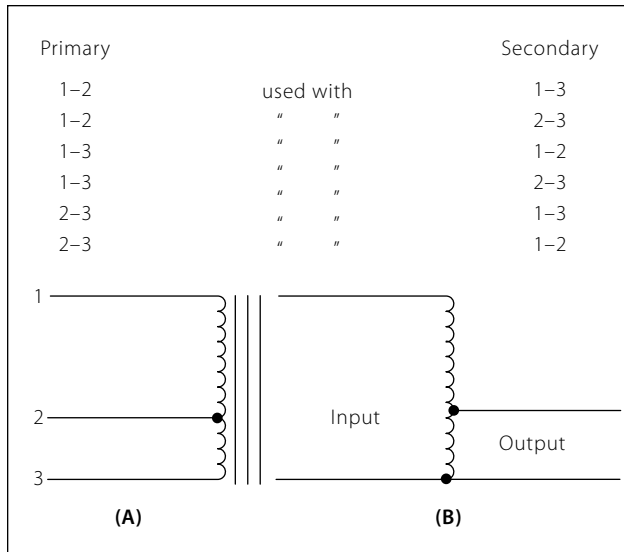 Primary Secondary
1–2 used with 1–3
1–2 “ ” 2–3
1–3 “ ” 1–2
1–3 “ ” 2–3
2–3 “ ” 1–3
2–3 “ ” 1–2
1
2
Input
Output
3
(A) (B)